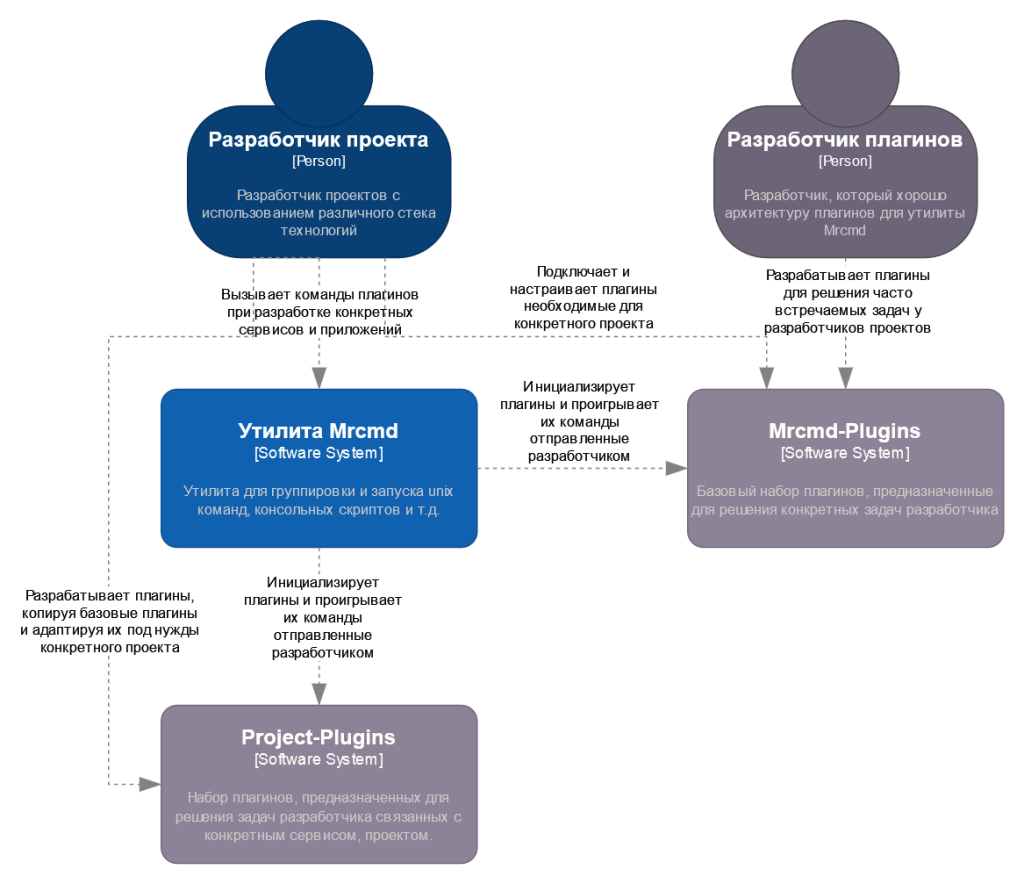 Разработчик проекта
[Person]
Разработчик проектов с
использованием различного стека
технологий
Разработчик плагинов
[Person]
Разработчик, который хорошо
архитектуру плагинов для утилиты
Mrcmd
Вызывает команды плагинов
при разработке конкретных
сервисов и приложений
Подключает и
настраивает плагины
необходимые для
конкретного проекта
Разрабатывает плагины
для решения часто
встречаемых задач у
разработчиков проектов
Утилита Mrcmd
[Software System]
Утилита для группировки и запуска unix
команд, консольных скриптов и т.д.
Инициализирует
плагины и проигрывает
их команды
отправленные
разработчиком
Mrcmd-Plugins
[Software System]
Базовый набор плагинов, предназначенные
для решения конкретных задач разработчика
Разрабатывает плагины,
копируя базовые плагины
и адаптируя их под нужды
конкретного проекта
Инициализирует
плагины и проигрывает
их команды
отправленные
разработчиком
Project-Plugins
[Software System]
Набор плагинов, предназначенных для
решения задач разработчика связанных с
конкретным сервисом, проектом.